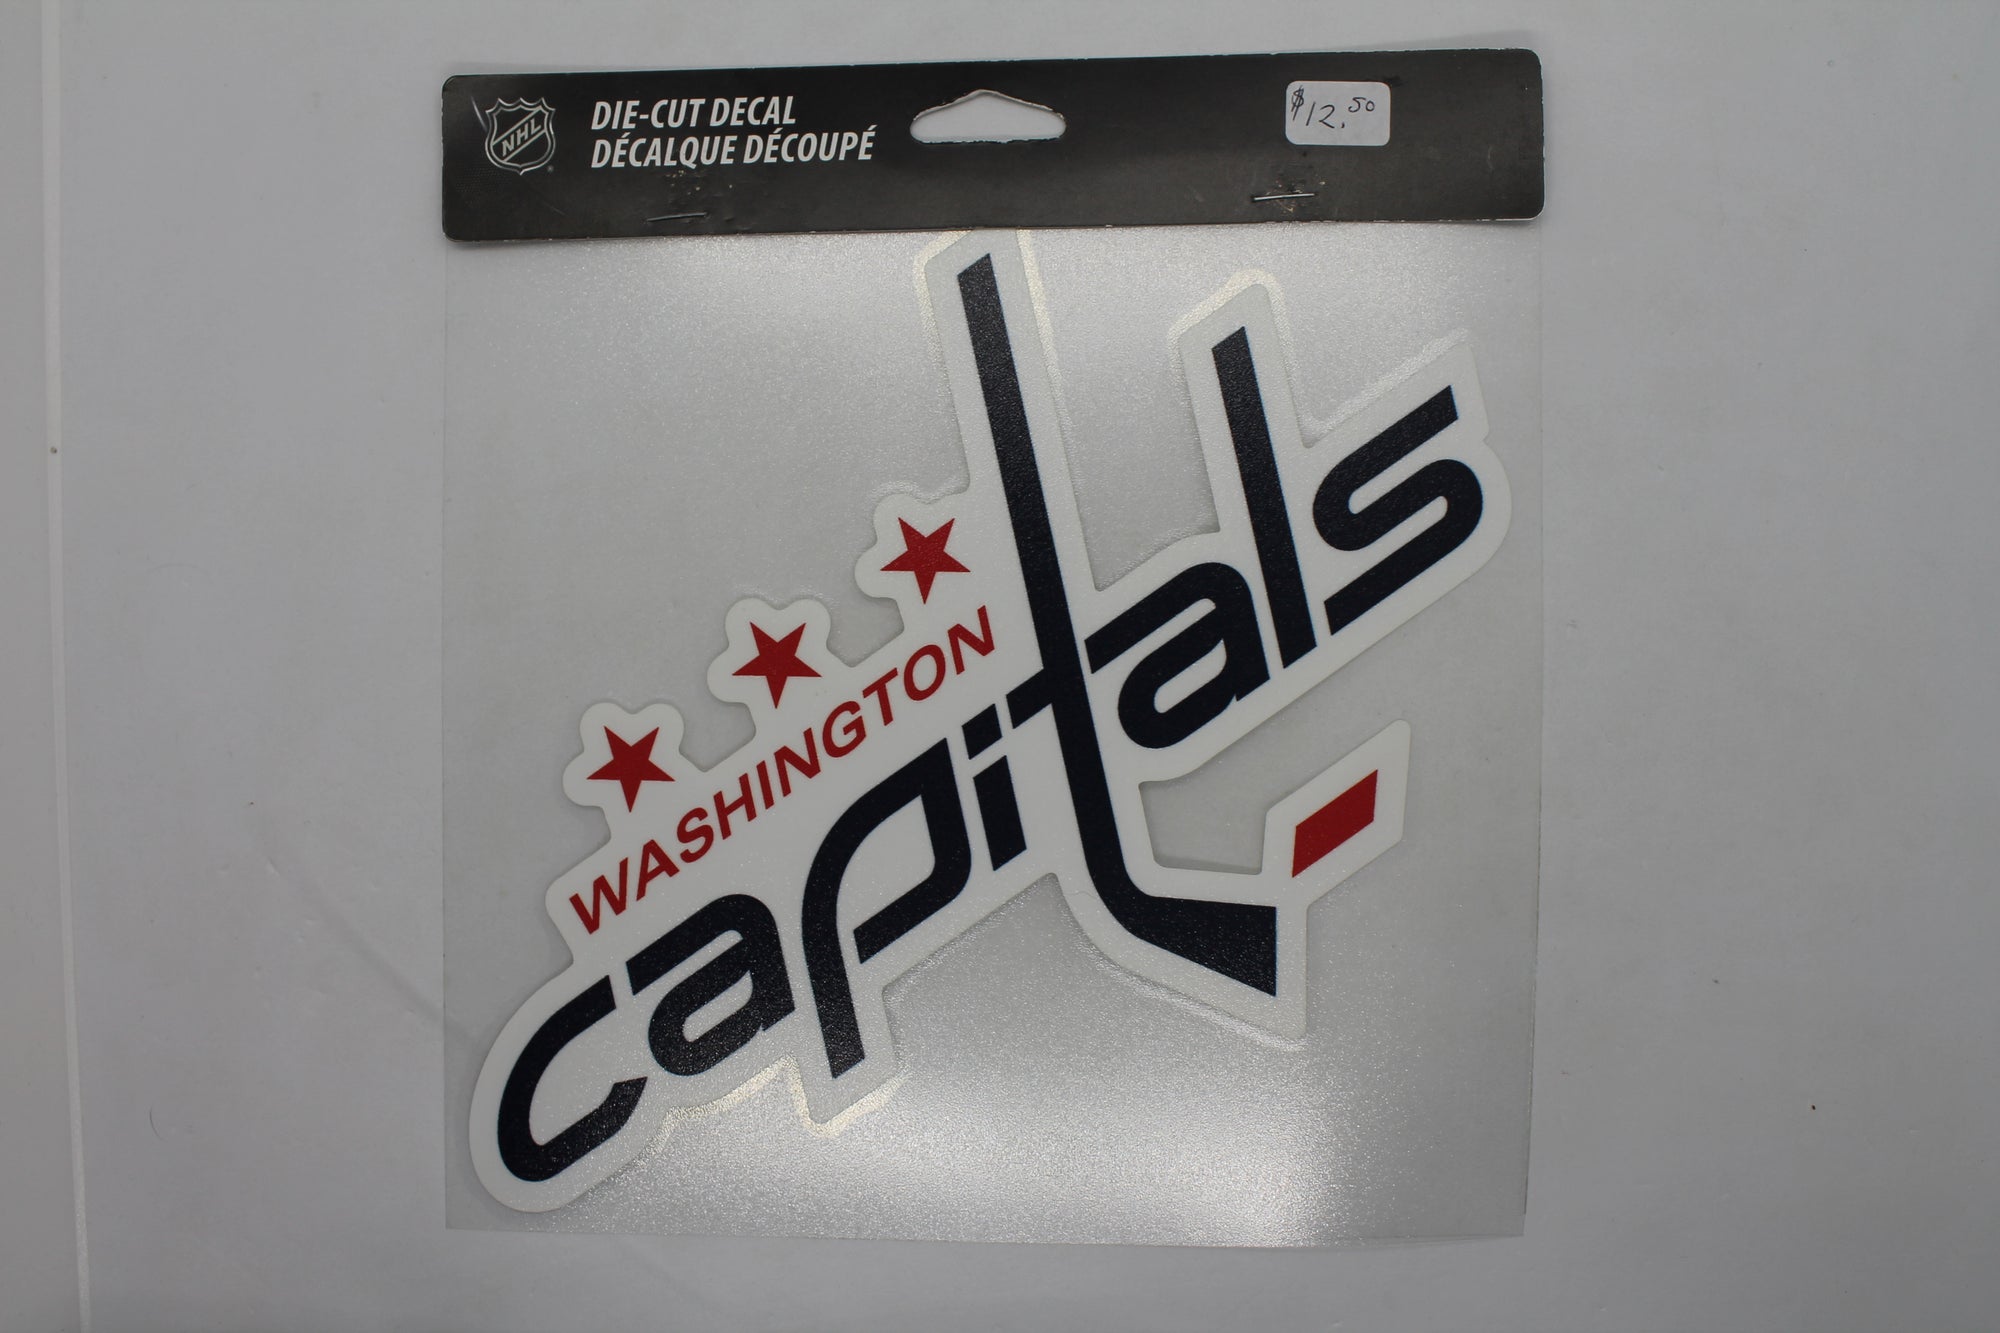 NHL
DIE-CUT DECAL
DÉCALQUE DÉCOUPÉ
$12.50
WASHINGTON
capitals